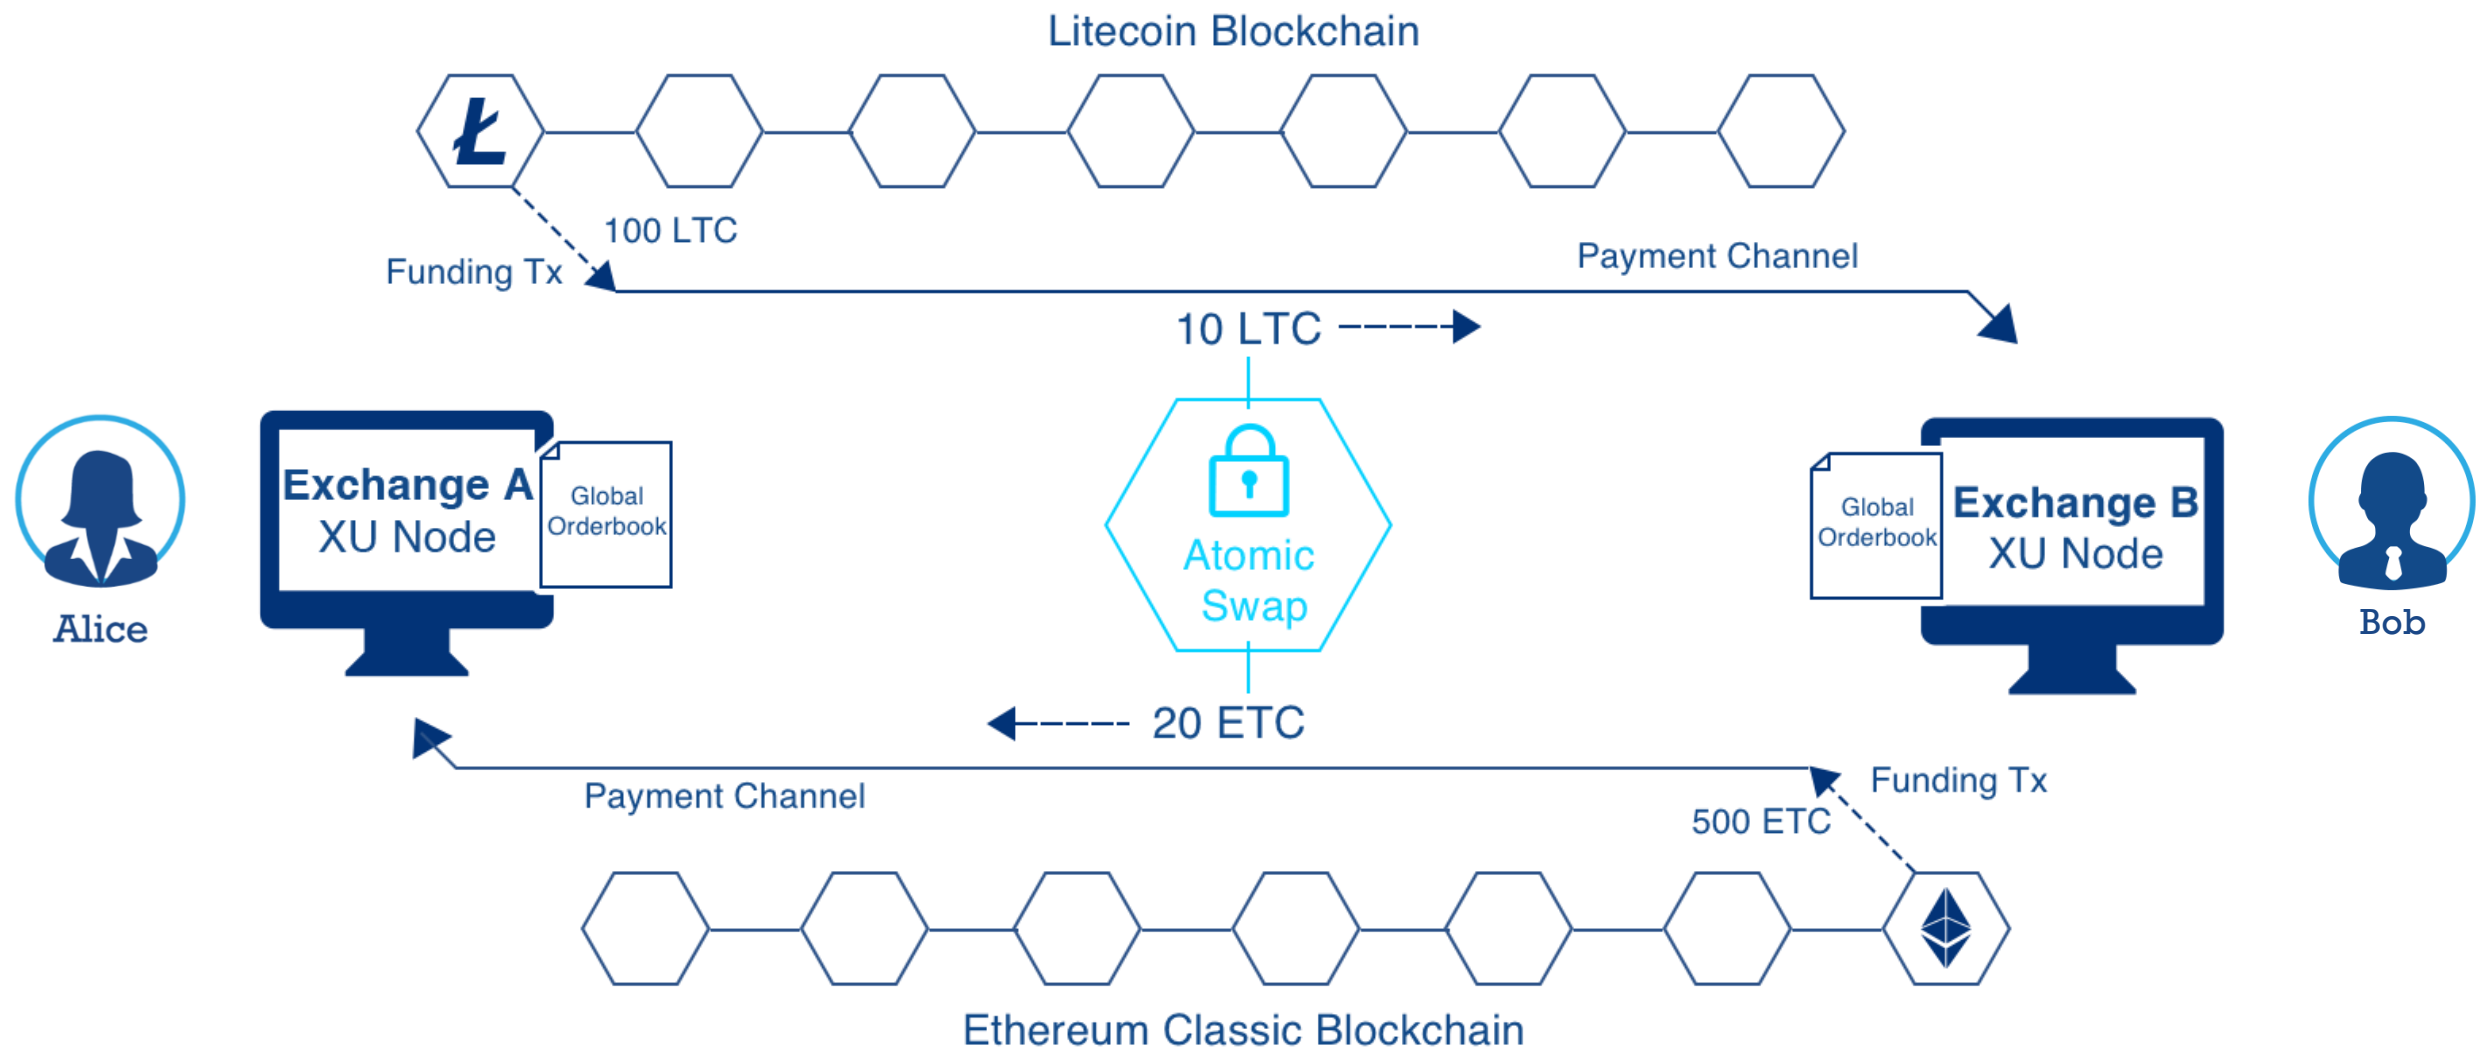 Litecoin Blockchain
100 LTC
Funding Tx
Payment Channel
10 LTC
Alice
Exchange A
XU Node
Global
Orderbook
Atomic
Swap
Global
Orderbook
Exchange B
XU Node
Bob
20 ETC
Payment Channel
Funding Tx
500 ETC
Ethereum Classic Blockchain